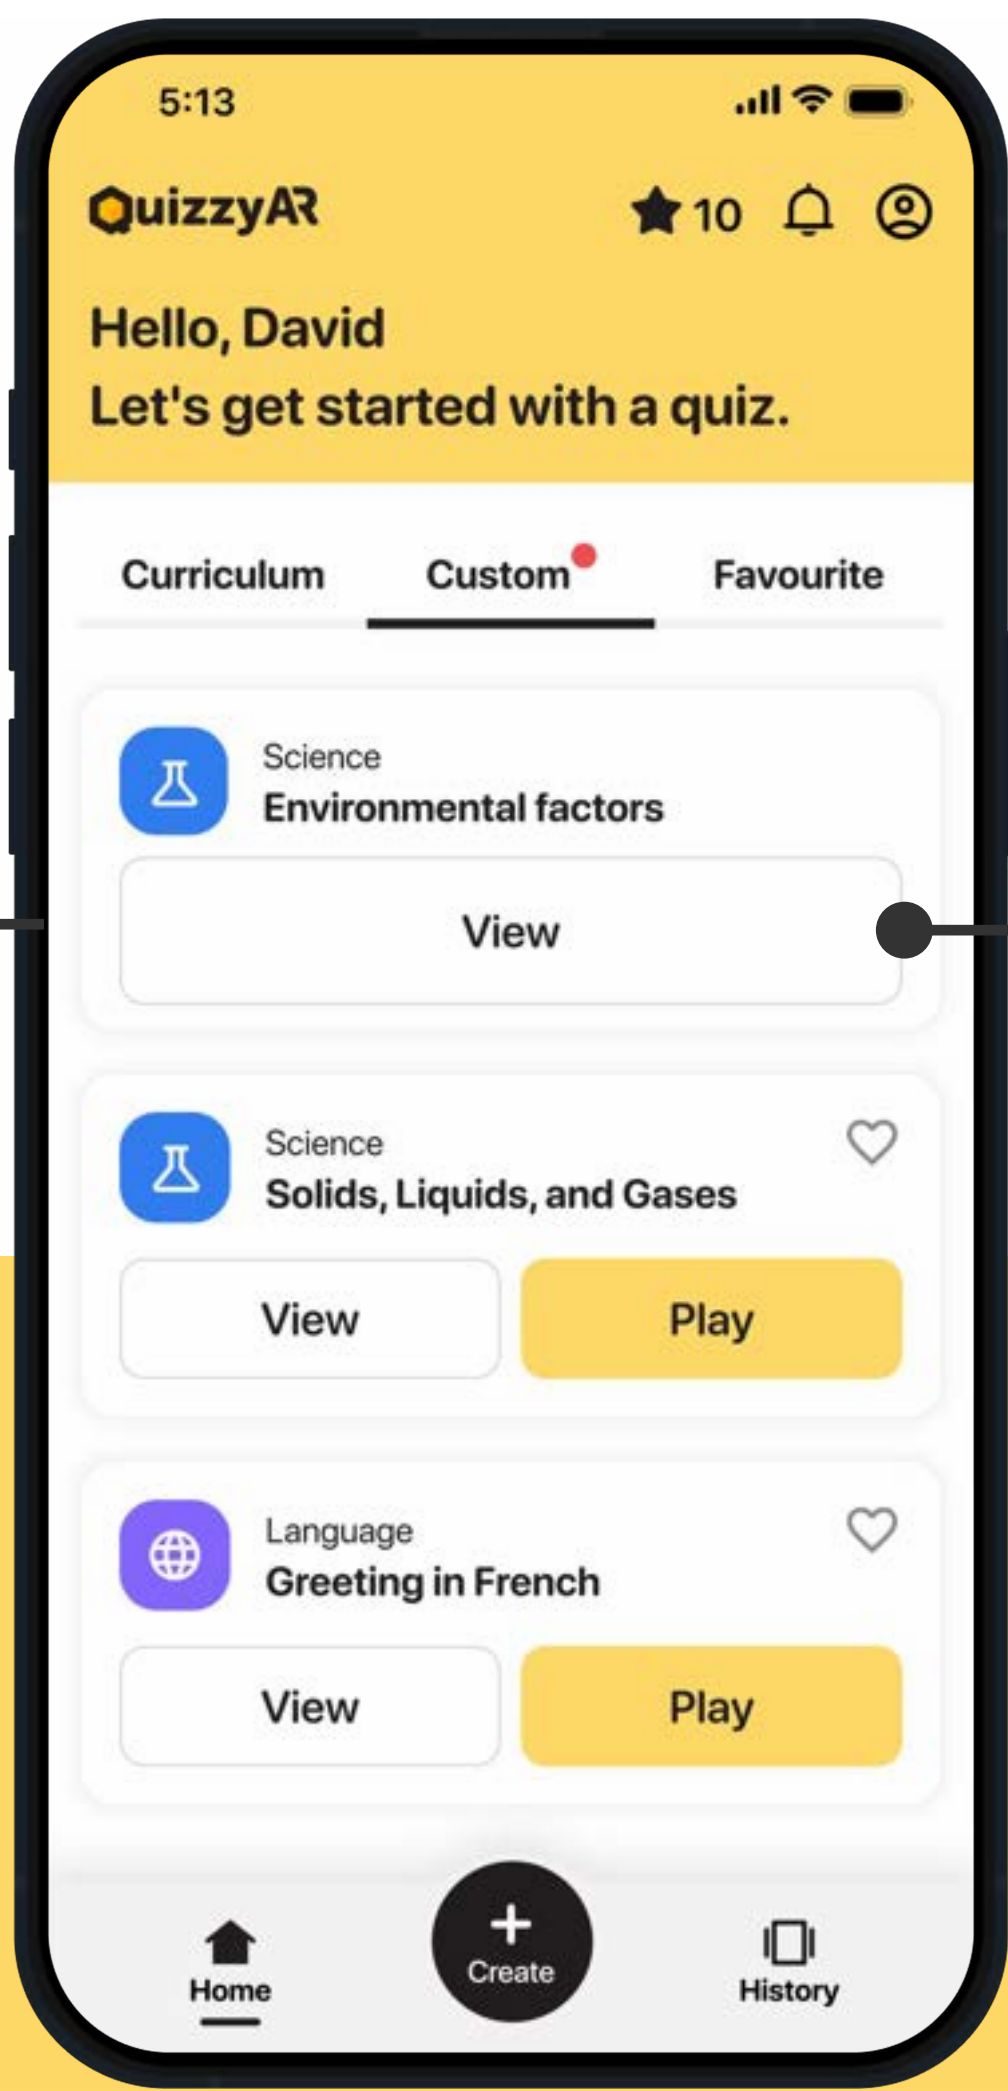 5:13
QuizzyAR
10
Hello, David
Let's get started with a quiz.
Curriculum Custom Favourite
Science
Environmental factors
View
Science
Solids, Liquids, and Gases
View Play
Language
Greeting in French
View Play
Home Create History